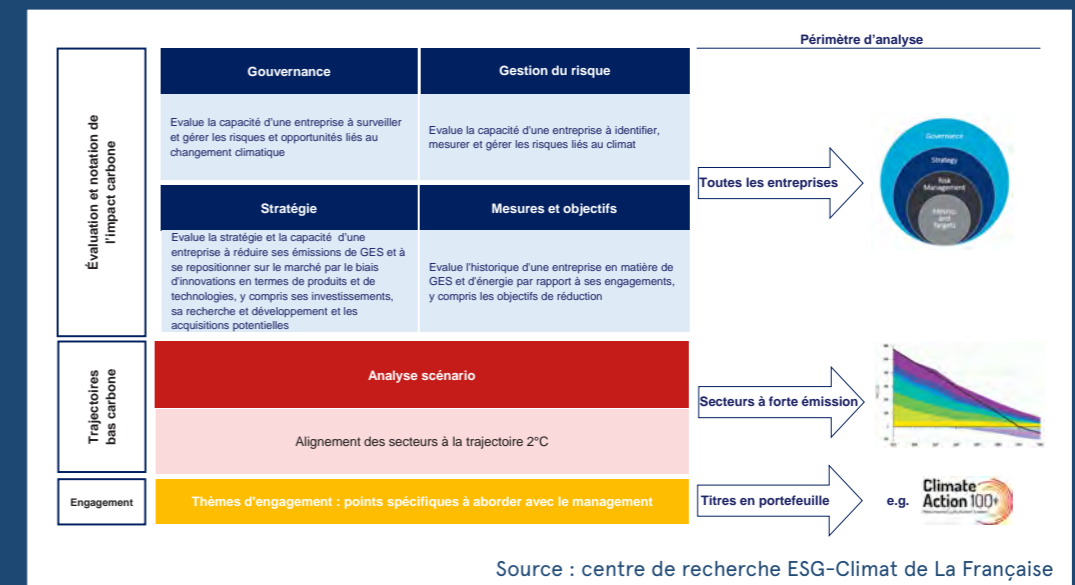 Périmètre d'analyse
Évaluation et notation de
l'impact carbone
Gouvernance
Evalue la capacité d'une entreprise à surveiller
et gérer les risques et opportunités liés au
changement climatique
Gestion du risque
Evalue la capacité d'une entreprise à identifier,
mesurer et gérer les risques liés au climat
Stratégie
Evalue la stratégie et la capacité d'une
entreprise à réduire ses émissions de GES et à
se repositionner sur le marché par le biais
d'innovations en termes de produits et de
technologies, y compris ses investissements,
sa recherche et développement et les
acquisitions potentielles
Mesures et objectifs
Evalue l'historique d'une entreprise en matière de
GES et d'énergie par rapport à ses engagements,
y compris les objectifs de réduction
Toutes les entreprises
Governance
Strategy
Risk
Management
Metrics
and
Targets
Trajectoires
bas carbone
Analyse scénario
Alignement des secteurs à la trajectoire 2°C
Secteurs à forte émission
Engagement
Thèmes d'engagement : points spécifiques à aborder avec le management
Titres en portefeuille
e.g.
Climate
Action 100+
Source : centre de recherche ESG-Climat de La Française